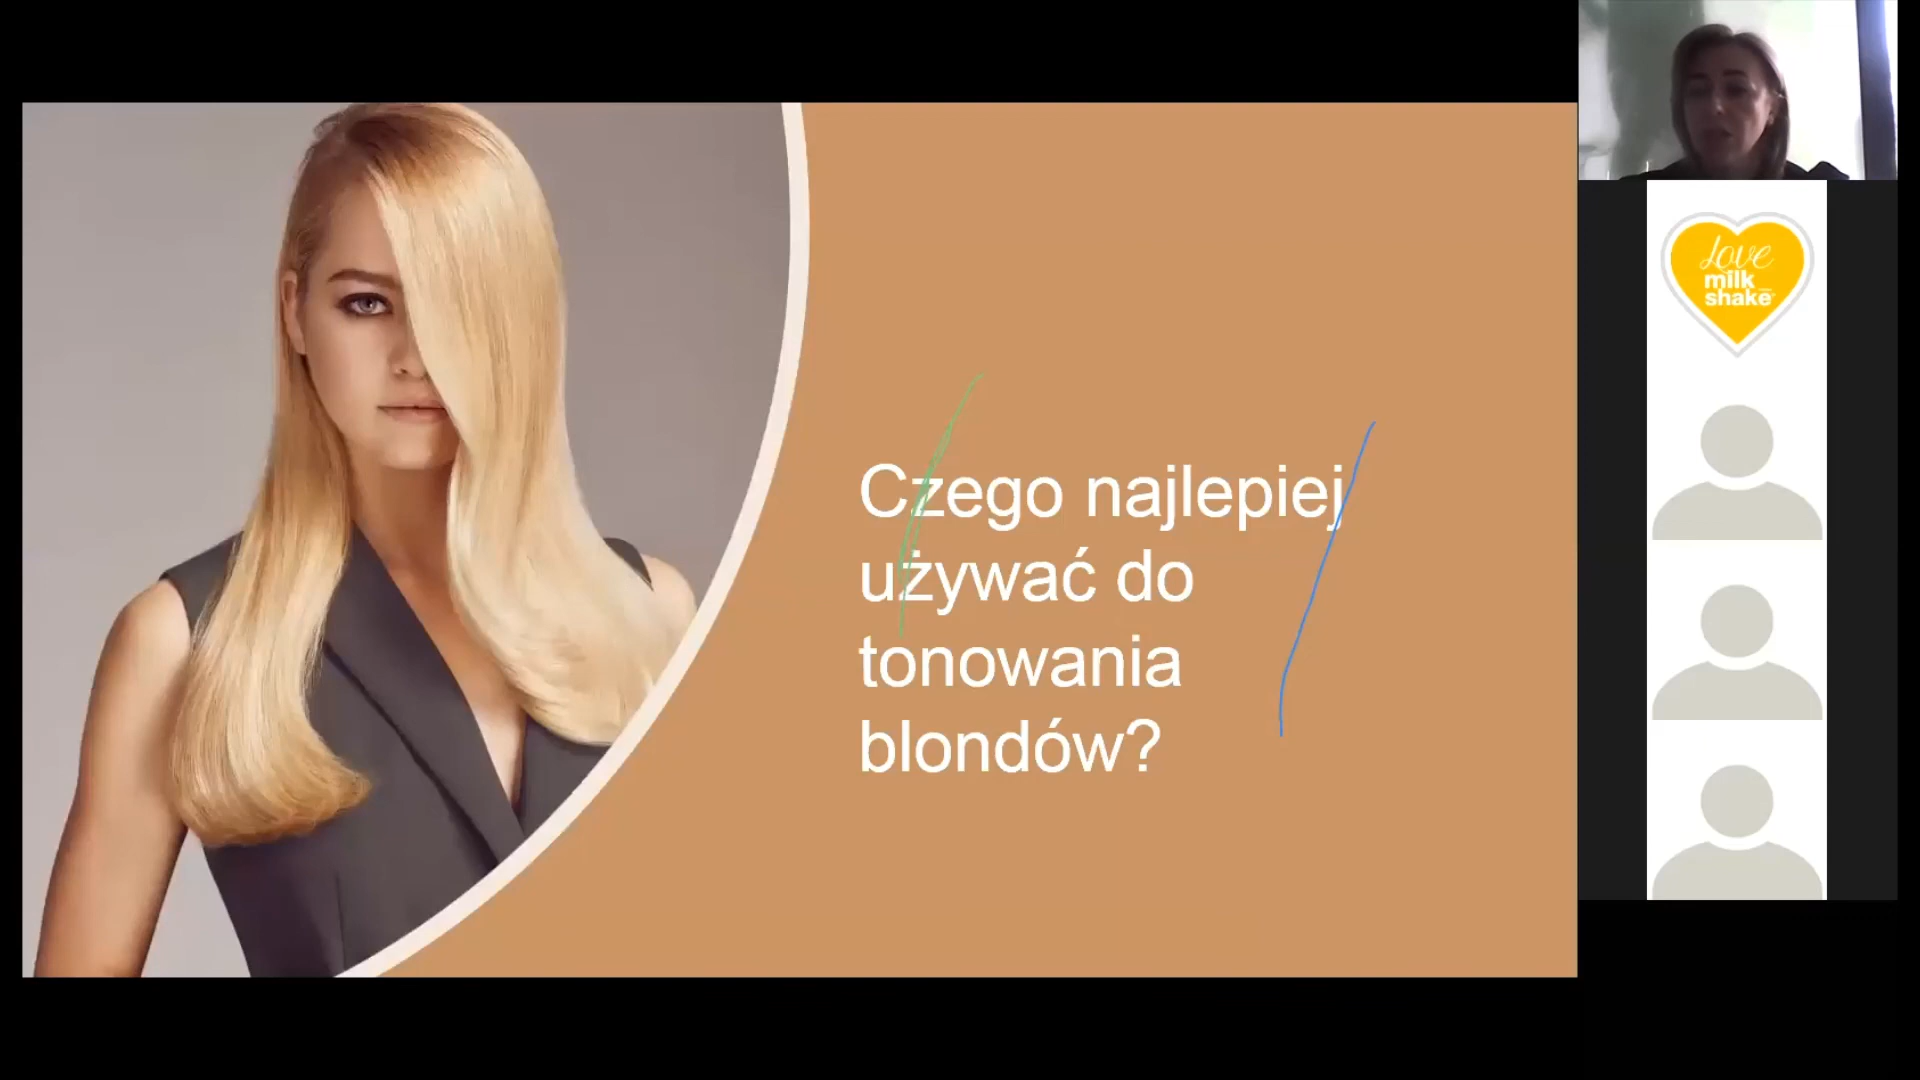 Czego najlepiej
używać do
tonowania
blondów?
Love
milk
shake